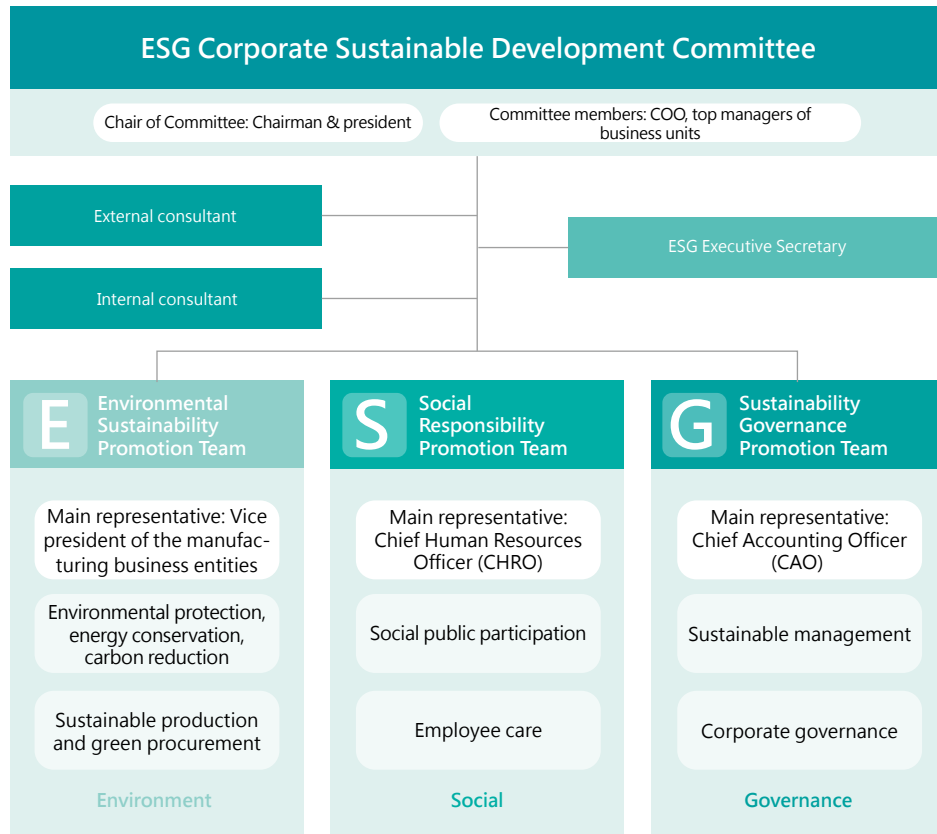 ESG Corporate Sustainable Development Committee
Chair of Committee: Chairman & president
Committee members: COO, top managers of
business units
External consultant
ESG Executive Secretary
Internal consultant
E
Environmental
Sustainability
Promotion Team
Main representative: Vice
president of the manufac-
turing business entities
Environmental protection,
energy conservation,
carbon reduction
Sustainable production
and green procurement
Environment
S
Social
Responsibility
Promotion Team
Main representative:
Chief Human Resources
Officer (CHRO)
Social public participation
Employee care
Social
G
Sustainability
Governance
Promotion Team
Main representative:
Chief Accounting Officer
(CAO)
Sustainable management
Corporate governance
Governance